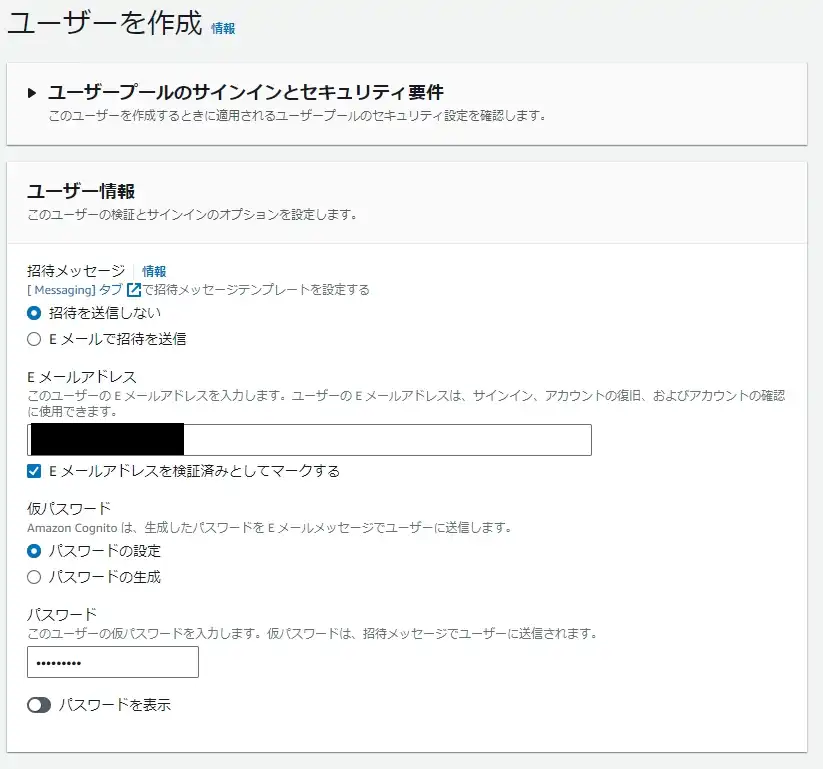 ユーザーを作成 情報
▶ ユーザープールのサインインとセキュリティ要件
このユーザーを作成するときに適用されるユーザープールのセキュリティ設定を確認します。
ユーザー情報
このユーザーの検証とサインインのオプションを設定します。
招待メッセージ 情報
[ Messaging] タブ で招待メッセージテンプレートを設定する
招待を送信しない
E メールで招待を送信
E メールアドレス
このユーザーの E メールアドレスを入力します。ユーザーの E メールアドレスは、サインイン、アカウントの復旧、およびアカウントの確認
に使用できます。
E メールアドレスを検証済みとしてマークする
仮パスワード
Amazon Cognito は、生成したパスワードを E メールメッセージでユーザーに送信します。
パスワードの設定
パスワードの生成
パスワード
このユーザーの仮パスワードを入力します。仮パスワードは、招待メッセージでユーザーに送信されます。
•••••••••
パスワードを表示